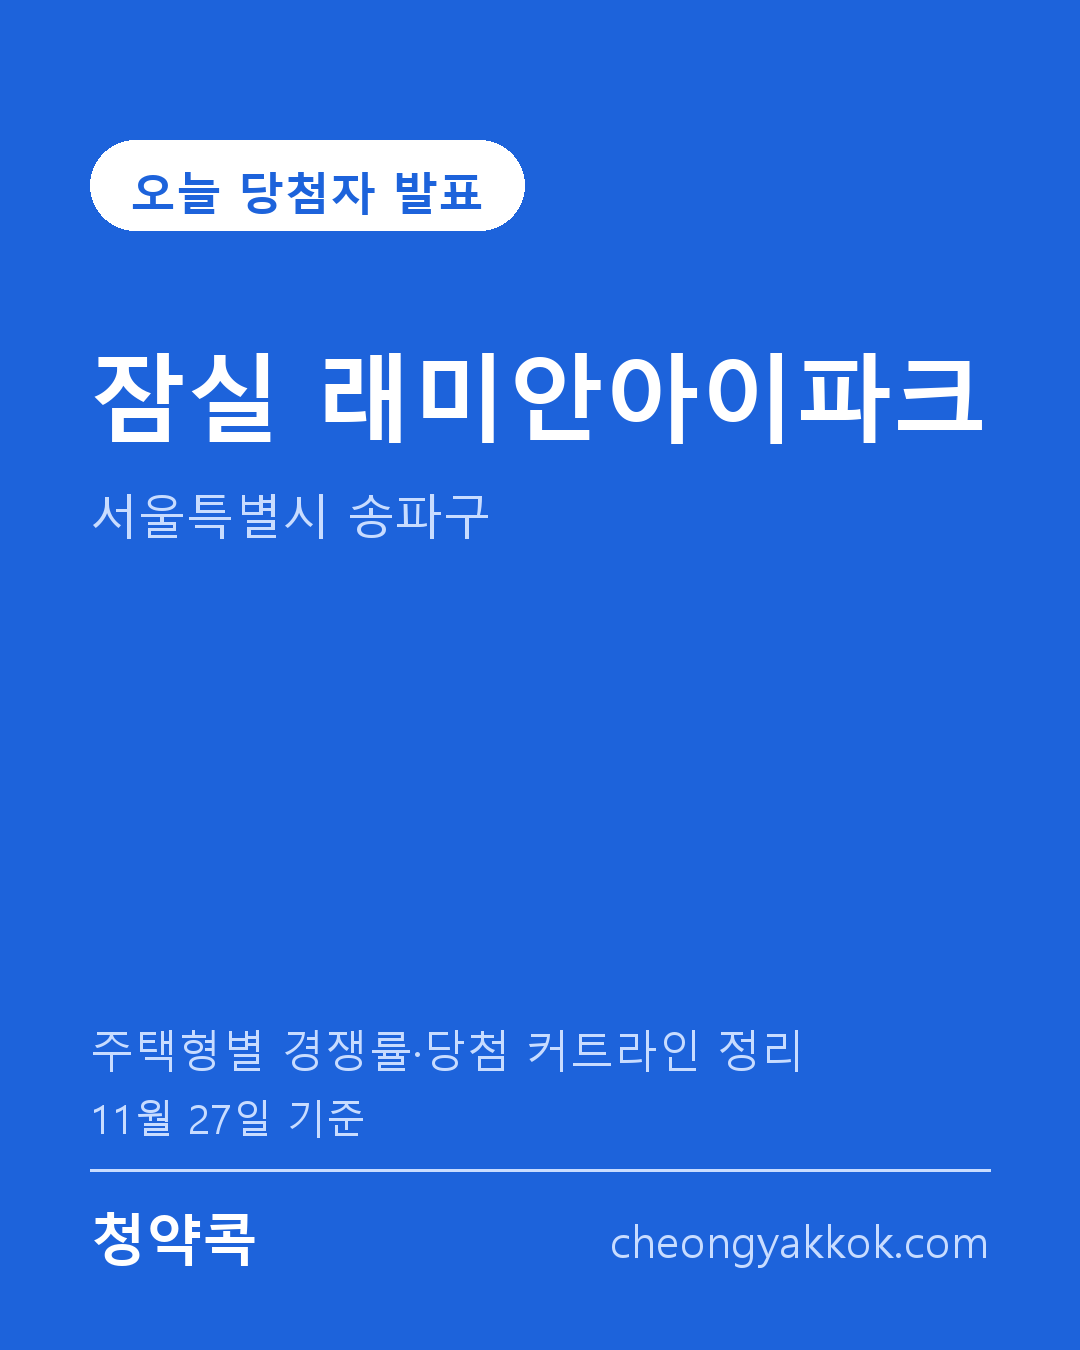 오늘 당첨자 발표
잠실 래미안아이파크
서울특별시 송파구
주택형별 경쟁률·당첨 커트라인 정리
11월 27일 기준
청약콕
cheongyakkok.com